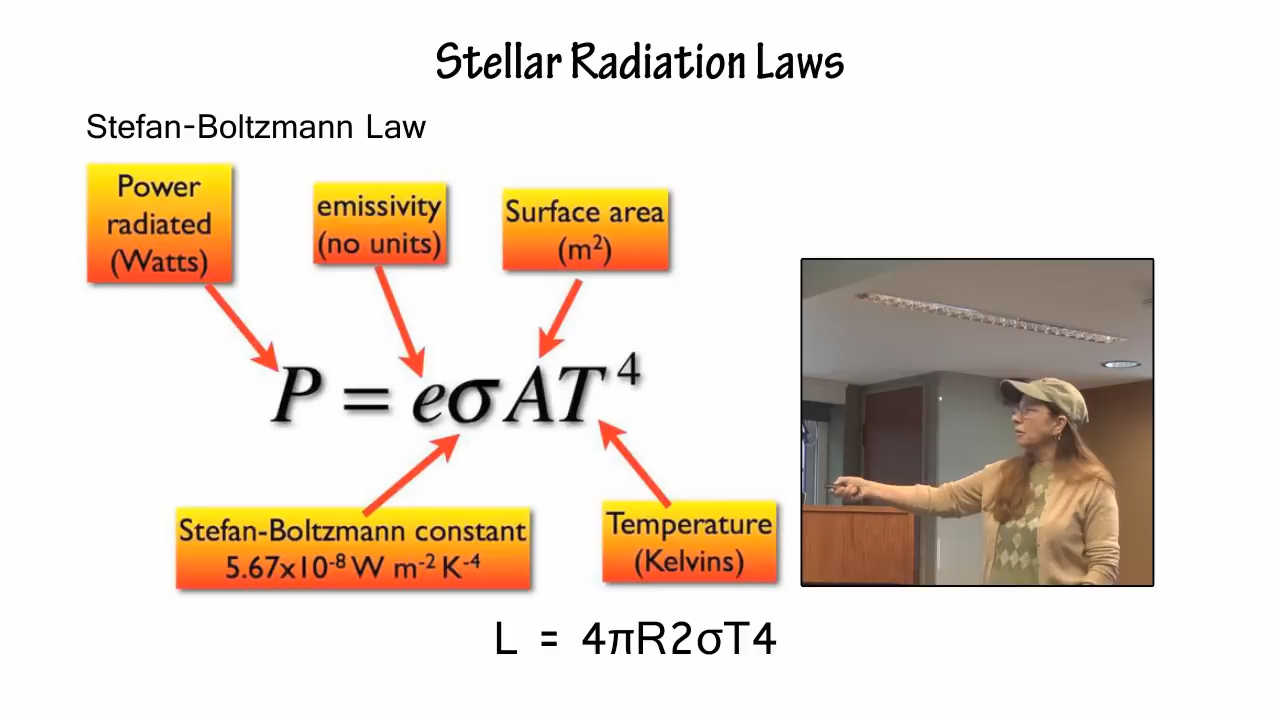 Stellar Radiation Laws
Stefan-Boltzmann Law
Power
radiated
(Watts)
emissivity
(no units)
Surface area
(m²)
P = eσAT⁴
Stefan-Boltzmann constant
5.67x10⁻⁸ W m⁻² K⁻⁴
Temperature
(Kelvins)
L = 4πR2σT4